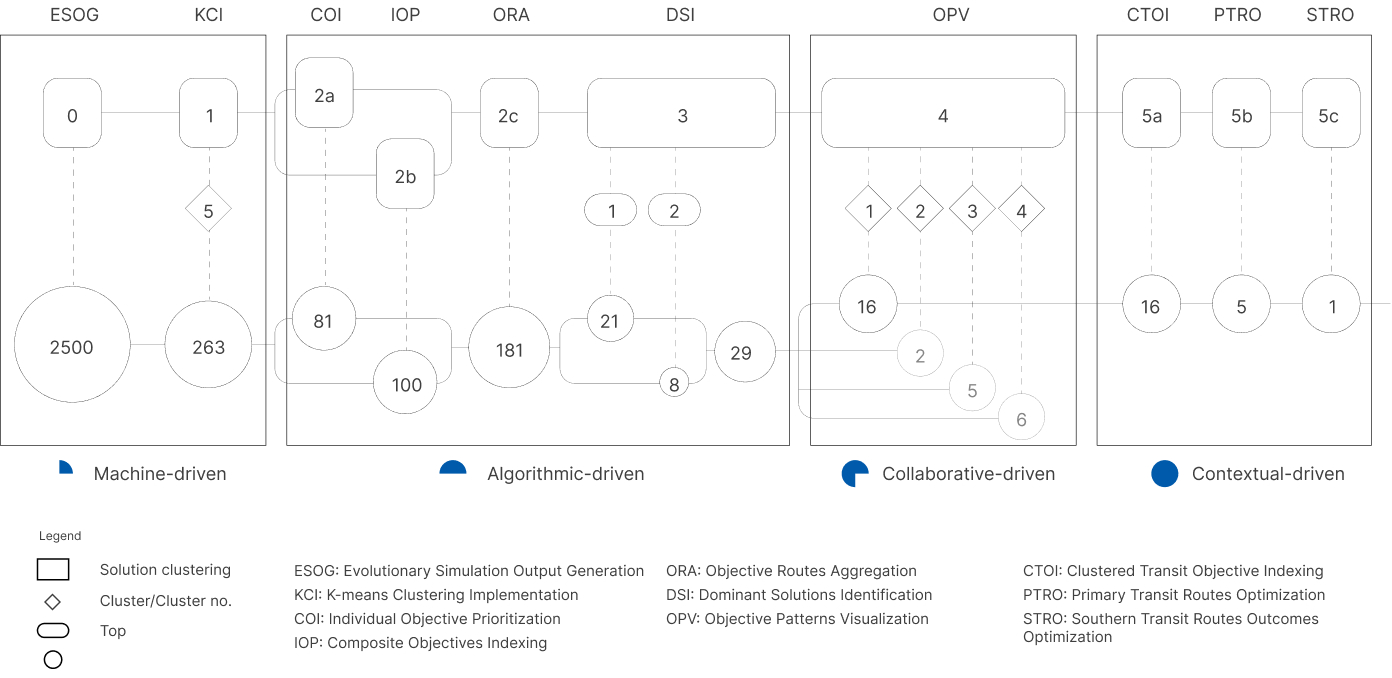 ESOG KCI COI IOP ORA DSI OPV CTOI PTRO STRO
2a
0 1 2c 3 4 5a 5b 5c
2b
5 1 2 1 2 3 4
16 16 5 1
81 21
2500 263 181 29 2
100 8 5
6
Machine-driven Algorithmic-driven Collaborative-driven Contextual-driven
Legend
Solution clustering
Cluster/Cluster no.
Top
ESOG: Evolutionary Simulation Output Generation
KCI: K-means Clustering Implementation
COI: Individual Objective Prioritization
IOP: Composite Objectives Indexing
ORA: Objective Routes Aggregation
DSI: Dominant Solutions Identification
OPV: Objective Patterns Visualization
CTOI: Clustered Transit Objective Indexing
PTRO: Primary Transit Routes Optimization
STRO: Southern Transit Routes Outcomes
Optimization